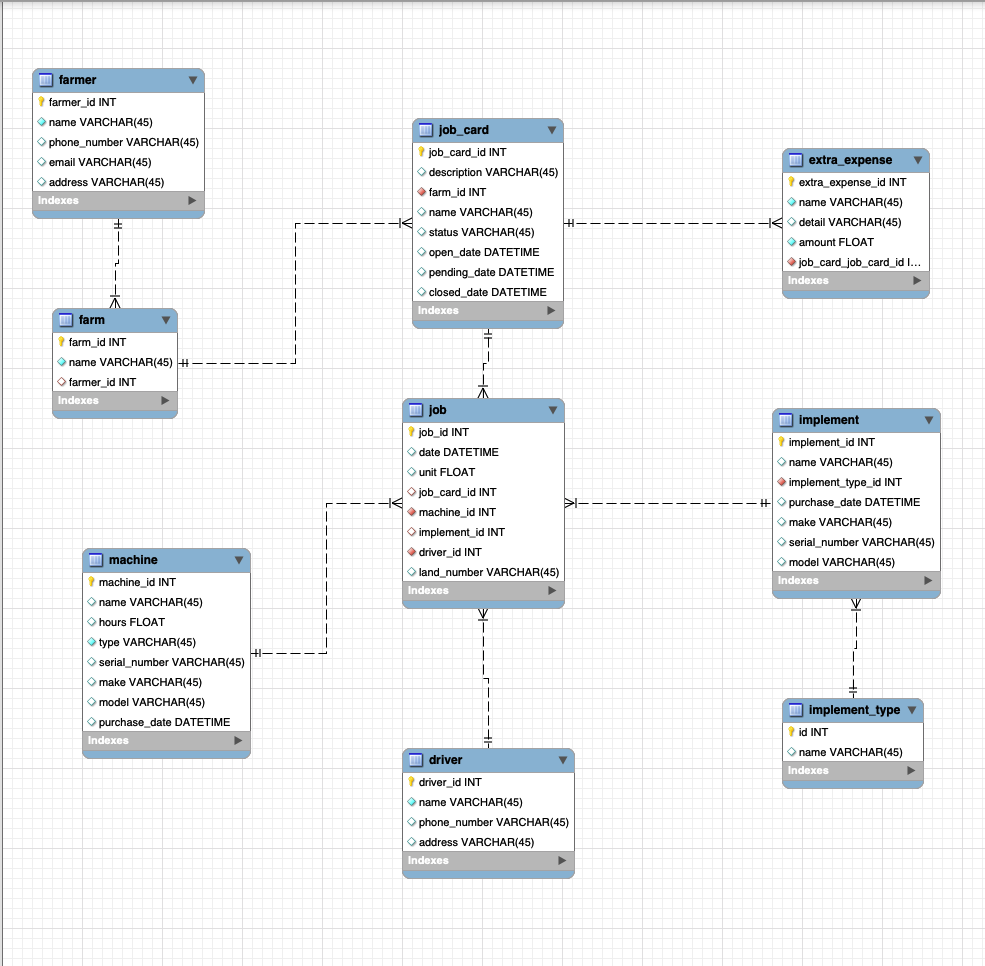 farmer
farmer_id INT
name VARCHAR(45)
phone_number VARCHAR(45)
email VARCHAR(45)
address VARCHAR(45)
Indexes
job_card
job_card_id INT
description VARCHAR(45)
farm_id INT
name VARCHAR(45)
status VARCHAR(45)
open_date DATETIME
pending_date DATETIME
closed_date DATETIME
Indexes
extra_expense
extra_expense_id INT
name VARCHAR(45)
detail VARCHAR(45)
amount FLOAT
job_card_job_card_id I...
Indexes
farm
farm_id INT
name VARCHAR(45)
farmer_id INT
Indexes
job
job_id INT
date DATETIME
unit FLOAT
job_card_id INT
machine_id INT
implement_id INT
driver_id INT
land_number VARCHAR(45)
Indexes
implement
implement_id INT
name VARCHAR(45)
implement_type_id INT
purchase_date DATETIME
make VARCHAR(45)
serial_number VARCHAR(45)
model VARCHAR(45)
Indexes
machine
machine_id INT
name VARCHAR(45)
hours FLOAT
type VARCHAR(45)
serial_number VARCHAR(45)
make VARCHAR(45)
model VARCHAR(45)
purchase_date DATETIME
Indexes
implement_type
id INT
name VARCHAR(45)
Indexes
driver
driver_id INT
name VARCHAR(45)
phone_number VARCHAR(45)
address VARCHAR(45)
Indexes